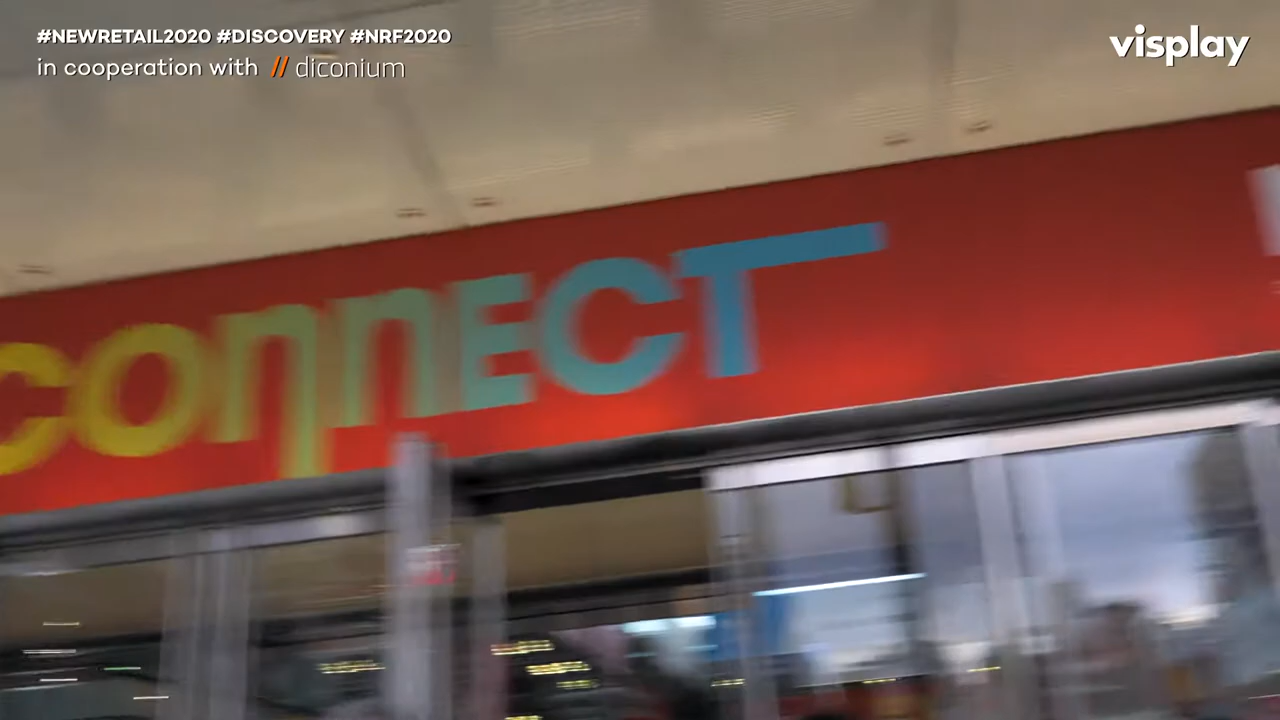 #NEWRETAIL2020 #DISCOVERY #NRF2020
in cooperation with // diconium
visplay
connECT